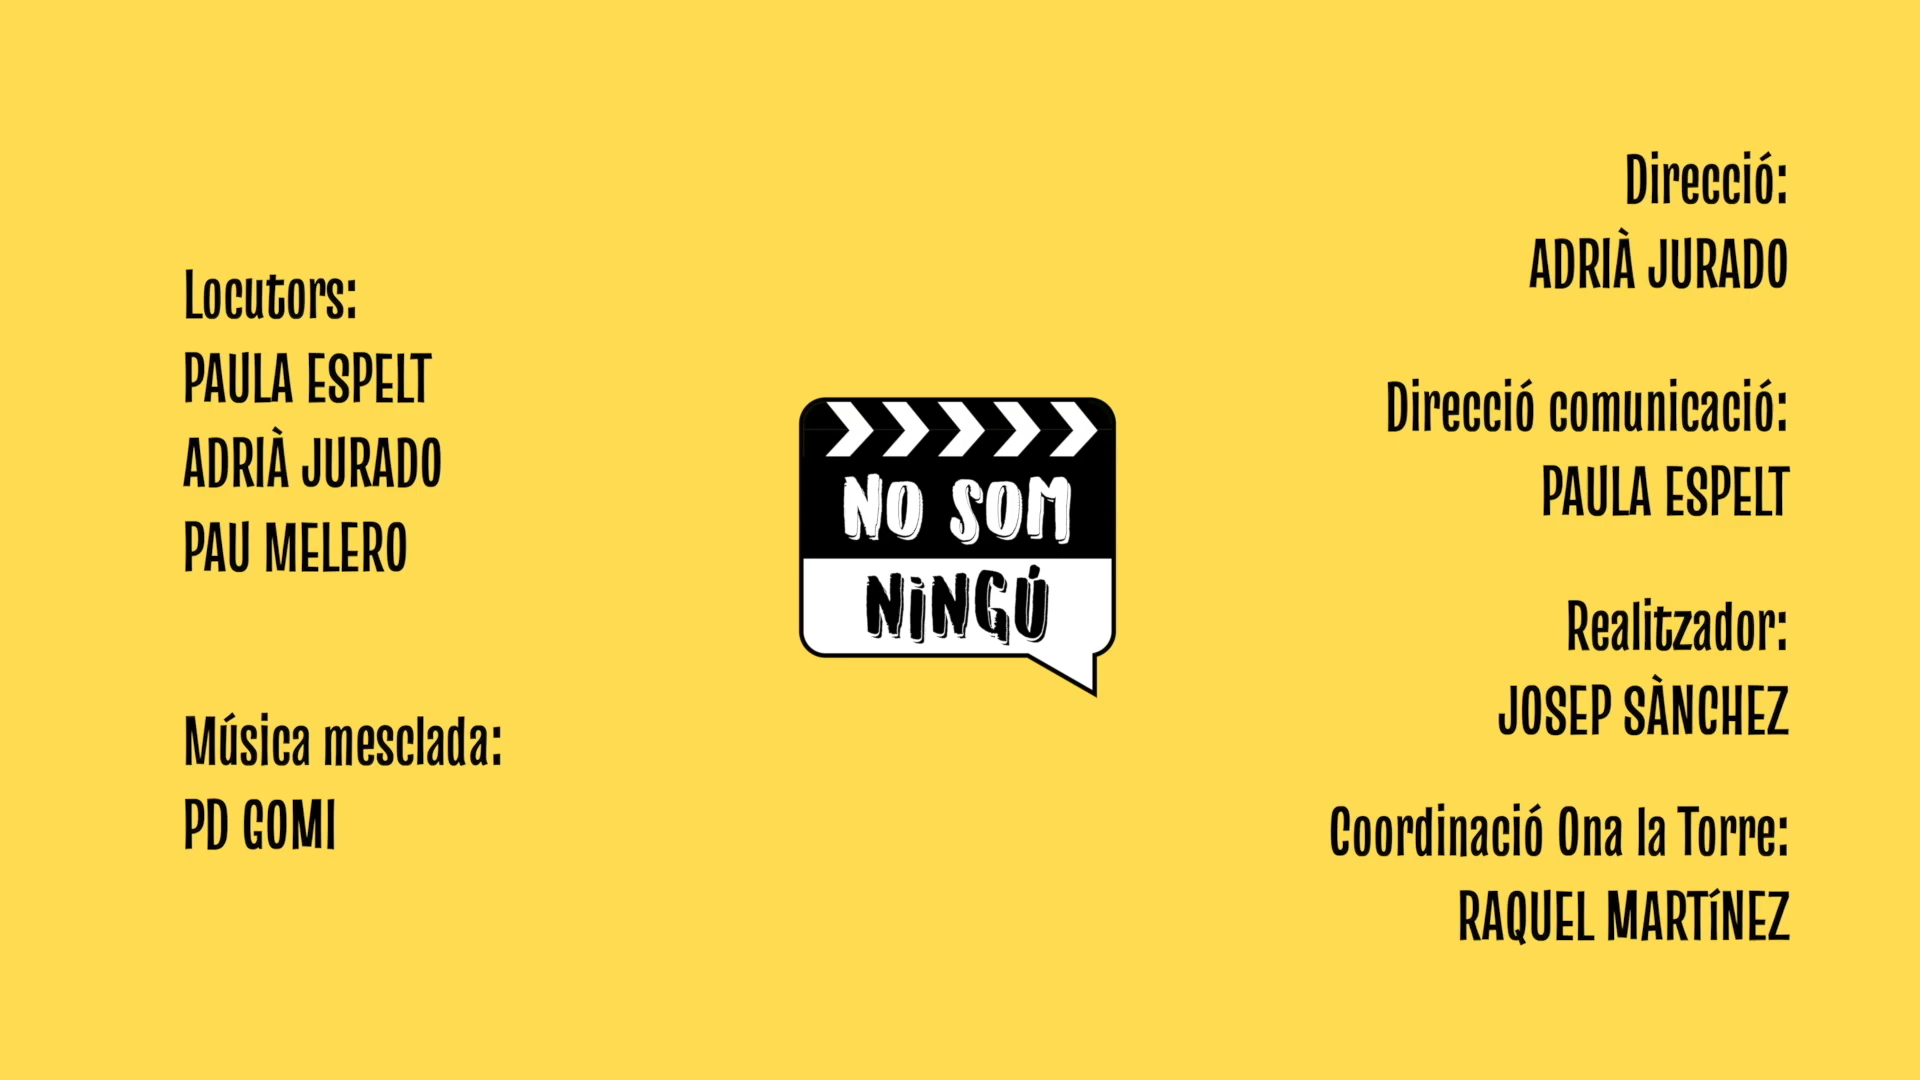 Locutors:
PAULA ESPELT
ADRIÀ JURADO
PAU MELERO
Música mesclada:
PD GOMI
NO SOM
NiNGÚ
Direcció:
ADRIÀ JURADO
Direcció comunicació:
PAULA ESPELT
Realitzador:
JOSEP SÀNCHEZ
Coordinació Ona la Torre:
RAQUEL MARTíNEZ